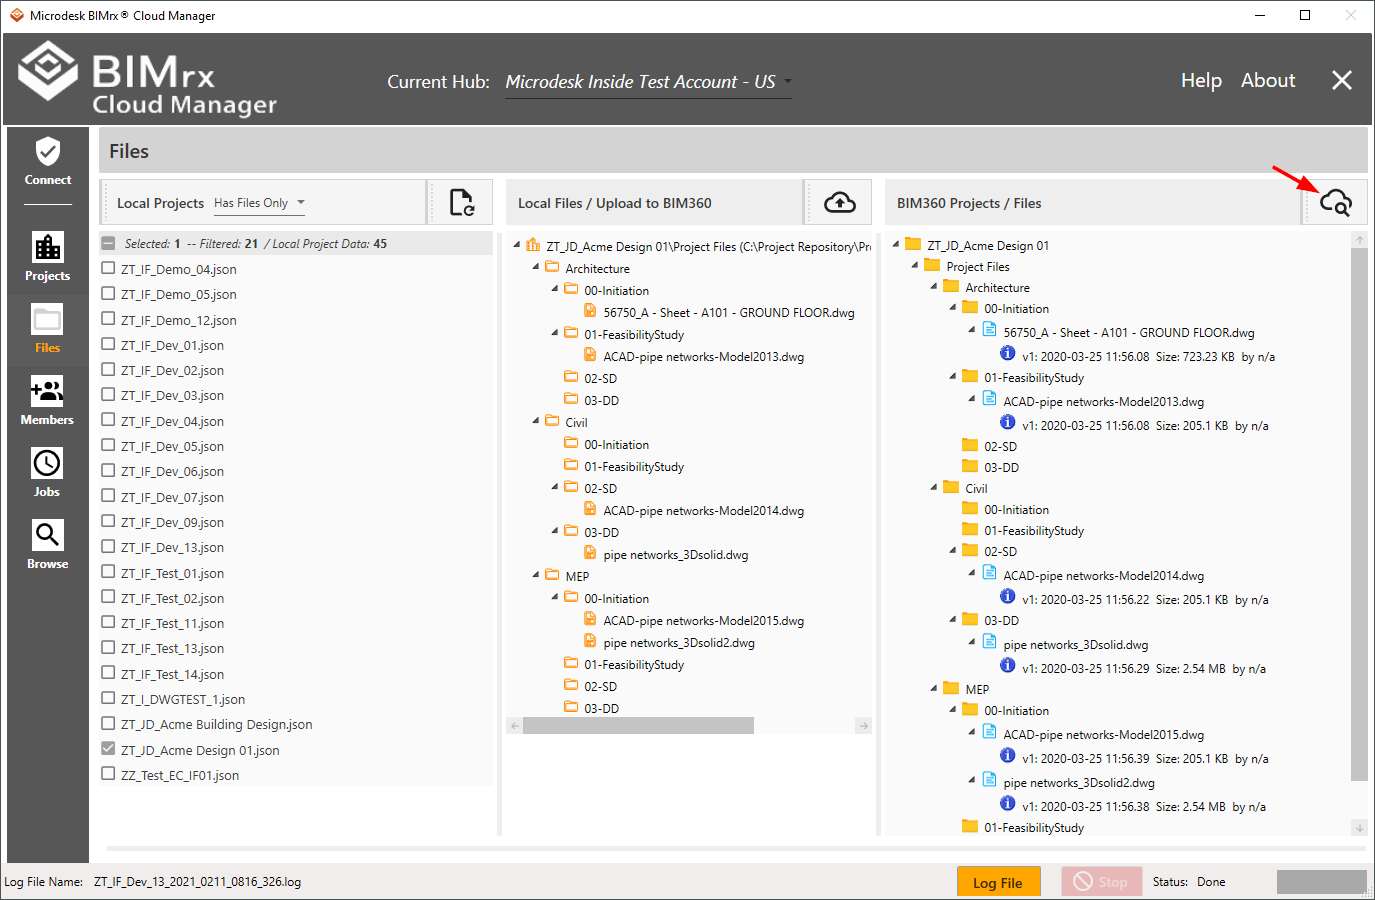 Microdesk BIMrx® Cloud Manager
BIMrx
Cloud Manager
Current Hub: Microdesk Inside Test Account - US
Help About
Connect
Projects
Files
Members
Jobs
Browse
Files
Local Projects Has Files Only
Selected: 1 -- Filtered: 21 / Local Project Data: 45
ZT_IF_Demo_04.json
ZT_IF_Demo_05.json
ZT_IF_Demo_12.json
ZT_IF_Dev_01.json
ZT_IF_Dev_02.json
ZT_IF_Dev_03.json
ZT_IF_Dev_04.json
ZT_IF_Dev_05.json
ZT_IF_Dev_06.json
ZT_IF_Dev_07.json
ZT_IF_Dev_09.json
ZT_IF_Dev_13.json
ZT_IF_Test_01.json
ZT_IF_Test_02.json
ZT_IF_Test_11.json
ZT_IF_Test_13.json
ZT_IF_Test_14.json
ZT_I_DWGTEST_1.json
ZT_JD_Acme Building Design.json
ZT_JD_Acme Design 01.json
ZZ_Test_EC_IF01.json
Local Files / Upload to BIM360
ZT_JD_Acme Design 01\Project Files (C:\Project Repository\Pr
Architecture
00-Initiation
56750_A - Sheet - A101 - GROUND FLOOR.dwg
01-FeasibilityStudy
ACAD-pipe networks-Model2013.dwg
02-SD
03-DD
Civil
00-Initiation
01-FeasibilityStudy
02-SD
ACAD-pipe networks-Model2014.dwg
03-DD
pipe networks_3Dsolid.dwg
MEP
00-Initiation
ACAD-pipe networks-Model2015.dwg
pipe networks_3Dsolid2.dwg
01-FeasibilityStudy
02-SD
03-DD
BIM360 Projects / Files
ZT_JD_Acme Design 01
Project Files
Architecture
00-Initiation
56750_A - Sheet - A101 - GROUND FLOOR.dwg
v1: 2020-03-25 11:56.08 Size: 723.23 KB by n/a
01-FeasibilityStudy
ACAD-pipe networks-Model2013.dwg
v1: 2020-03-25 11:56.08 Size: 205.1 KB by n/a
02-SD
03-DD
Civil
00-Initiation
01-FeasibilityStudy
02-SD
ACAD-pipe networks-Model2014.dwg
v1: 2020-03-25 11:56.22 Size: 205.1 KB by n/a
03-DD
pipe networks_3Dsolid.dwg
v1: 2020-03-25 11:56.29 Size: 2.54 MB by n/a
MEP
00-Initiation
ACAD-pipe networks-Model2015.dwg
v1: 2020-03-25 11:56.39 Size: 205.1 KB by n/a
pipe networks_3Dsolid2.dwg
v1: 2020-03-25 11:56.38 Size: 2.54 MB by n/a
01-FeasibilityStudy
Log File Name: ZT_IF_Dev_13_2021_0211_0816_326.log
Log File
Stop
Status: Done